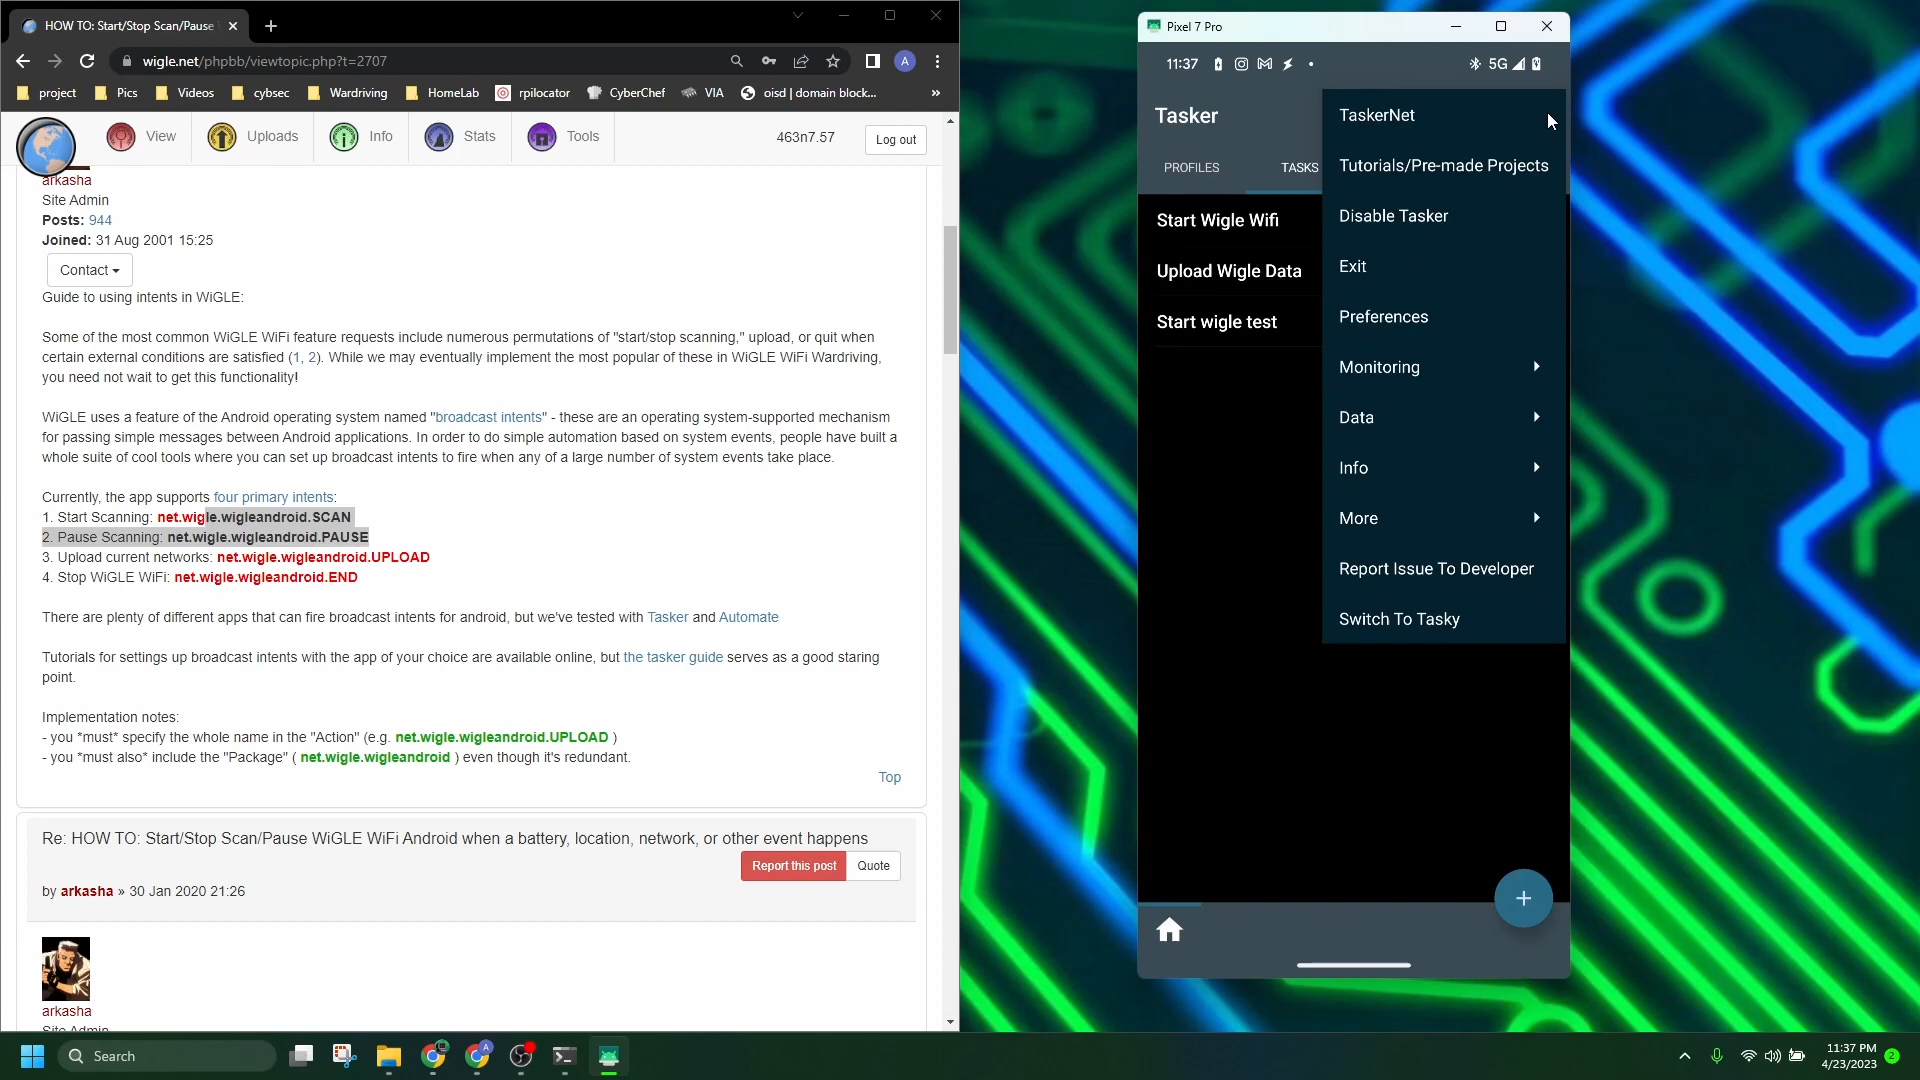 HOW TO: Start/Stop Scan/Pause
wigle.net/phpbb/viewtopic.php?t=2707
A
project
Pics
Videos
cybsec
Wardriving
HomeLab
rpilocator
CyberChef
VIA
oisd | domain block...
»
View
Uploads
Info
Stats
Tools
463n7.57
Log out
arkasha
Site Admin
Posts: 944
Joined: 31 Aug 2001 15:25
Contact
Guide to using intents in WiGLE:
Some of the most common WiGLE WiFi feature requests include numerous permutations of "start/stop scanning," upload, or quit when
certain external conditions are satisfied (1, 2). While we may eventually implement the most popular of these in WiGLE WiFi Wardriving,
you need not wait to get this functionality!
WiGLE uses a feature of the Android operating system named "broadcast intents" - these are an operating system-supported mechanism
for passing simple messages between Android applications. In order to do simple automation based on system events, people have built a
whole suite of cool tools where you can set up broadcast intents to fire when any of a large number of system events take place.
Currently, the app supports four primary intents:
1. Start Scanning: net.wigle.wigleandroid.SCAN
2. Pause Scanning: net.wigle.wigleandroid.PAUSE
3. Upload current networks: net.wigle.wigleandroid.UPLOAD
4. Stop WiGLE WiFi: net.wigle.wigleandroid.END
There are plenty of different apps that can fire broadcast intents for android, but we've tested with Tasker and Automate
Tutorials for settings up broadcast intents with the app of your choice are available online, but the tasker guide serves as a good staring
point.
Implementation notes:
- you *must* specify the whole name in the "Action" (e.g. net.wigle.wigleandroid.UPLOAD )
- you *must also* include the "Package" ( net.wigle.wigleandroid ) even though it's redundant.
Top
Re: HOW TO: Start/Stop Scan/Pause WiGLE WiFi Android when a battery, location, network, or other event happens
Report this post
Quote
by arkasha » 30 Jan 2020 21:26
arkasha
Site Admin
Pixel 7 Pro
11:37
5G
Tasker
PROFILES
TASKS
Start Wigle Wifi
Upload Wigle Data
Start wigle test
TaskerNet
Tutorials/Pre-made Projects
Disable Tasker
Exit
Preferences
Monitoring
Data
Info
More
Report Issue To Developer
Switch To Tasky
+
Search
11:37 PM
4/23/2023
2